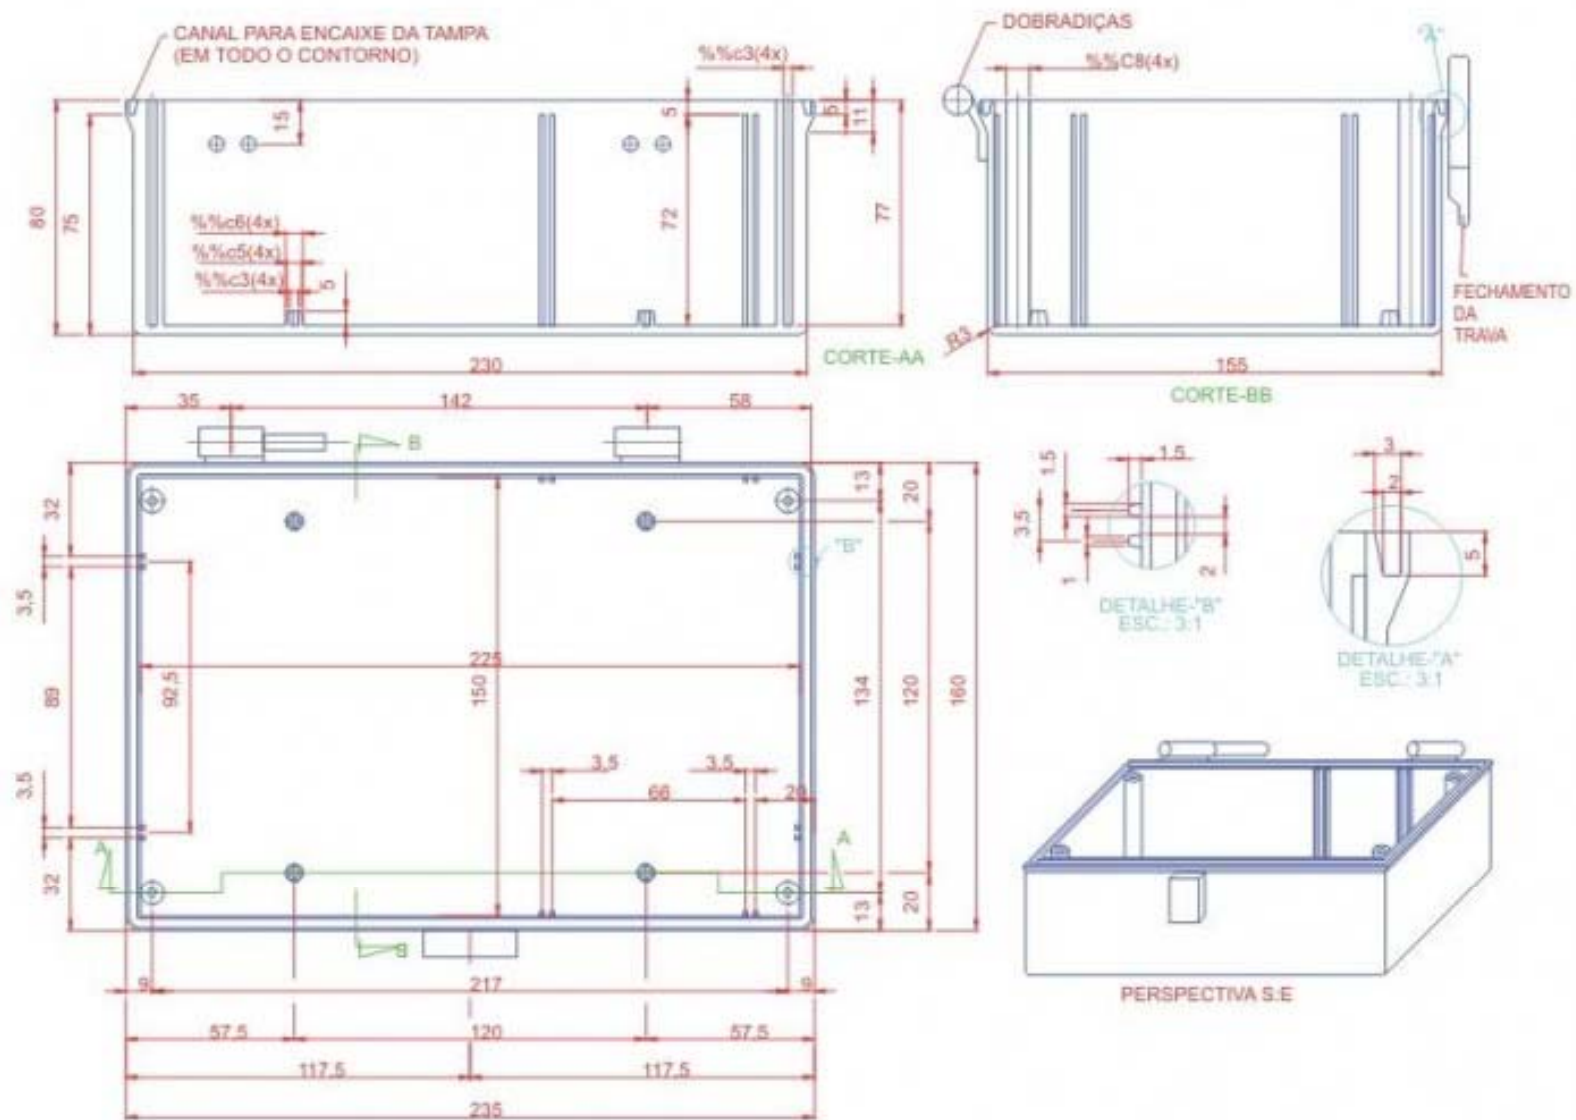 CANAL PARA ENCAIXE DA TAMPA
(EM TODO O CONTORNO)
%%c3(4x)
15
5
5
11
80
75
72
77
%%c6(4x)
%%c5(4x)
%%c3(4x)
5
230
CORTE-AA
DOBRADIÇAS
"A"
%%C8(4x)
FECHAMENTO
DA
TRAVA
R3
155
CORTE-BB
35
142
58
B
32
3,5
89
92,5
3,5
32
13
20
"B"
225
150
134
120
160
3,5
3,5
66
20
A
A
13
20
B
9
217
9
57,5
120
57,5
117,5
117,5
235
1.5
1.5
3.5
1
2
DETALHE-"B"
ESC.: 3:1
3
2
5
DETALHE-"A"
ESC.: 3:1
PERSPECTIVA S:E